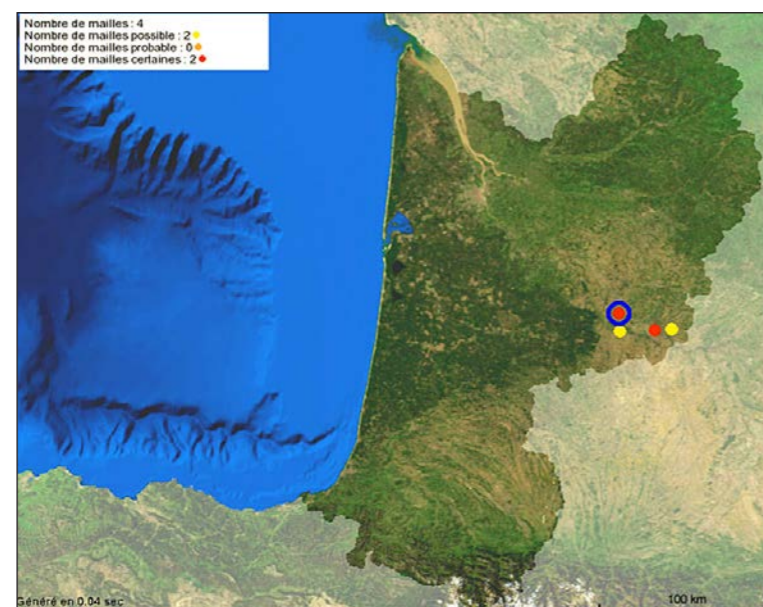 Nombre de mailles : 4
Nombre de mailles possible : 2
Nombre de mailles probable : 0
Nombre de mailles certaines : 2
Généré en 0.04 sec
100 km